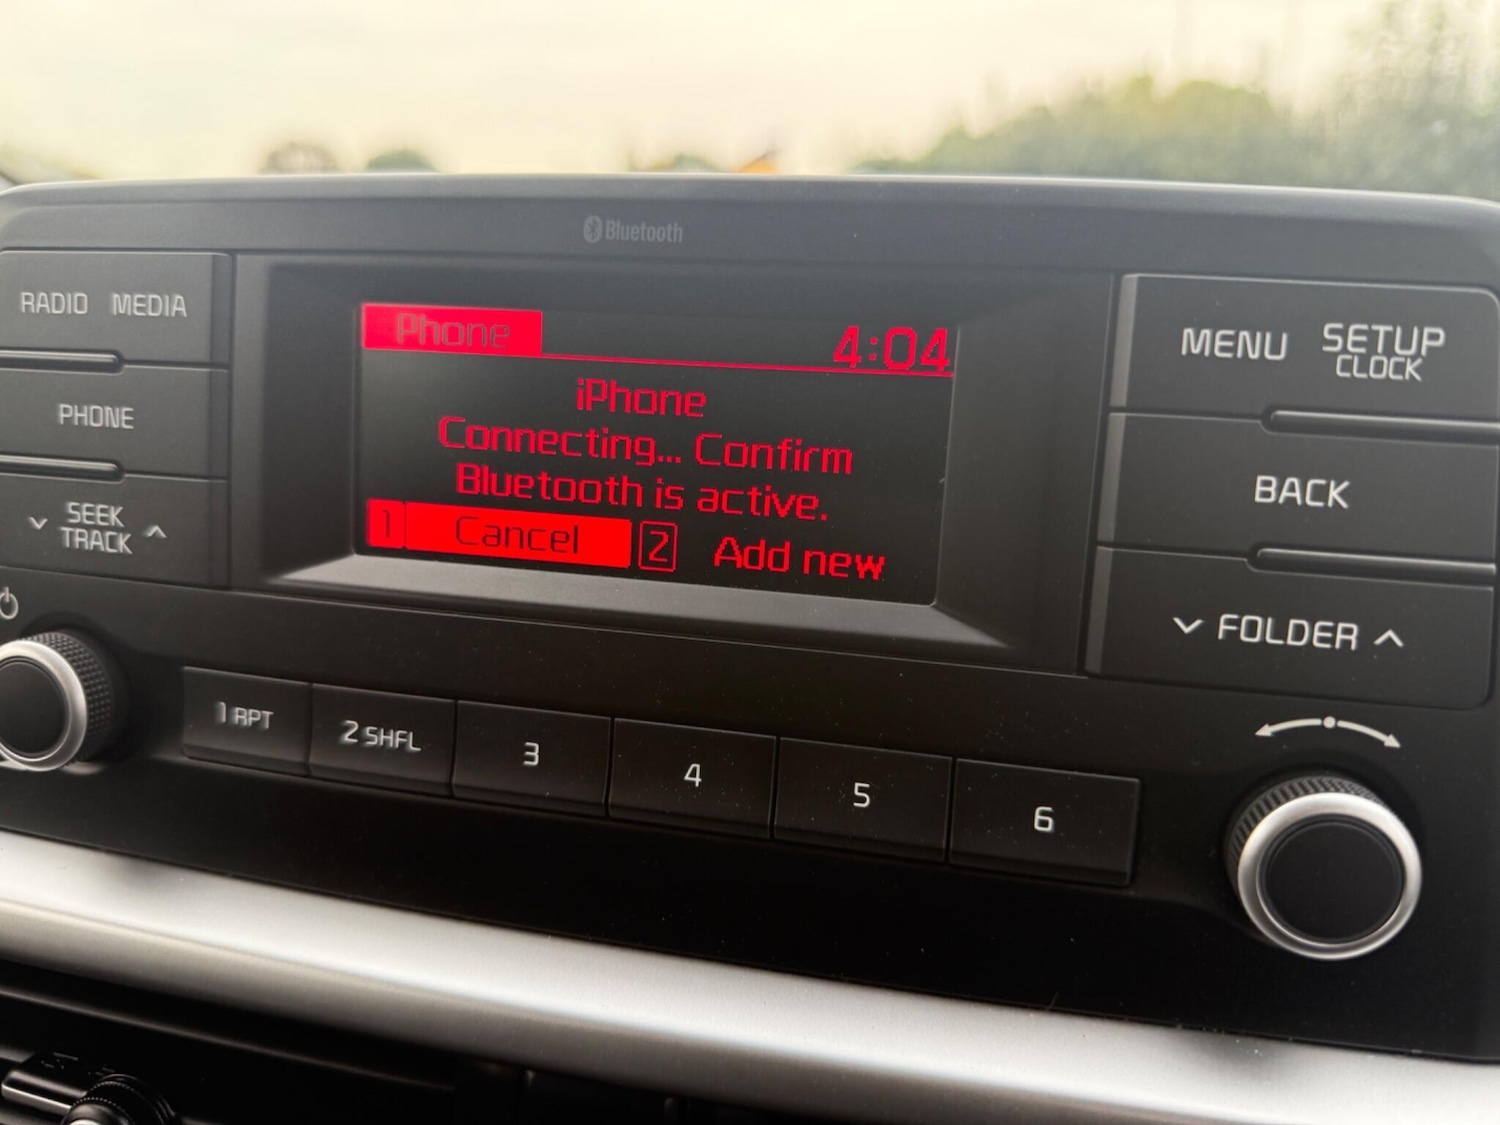 Bluetooth
RADIO MEDIA
PHONE
SEEK
TRACK
Phone 4:04
iPhone
Connecting... Confirm
Bluetooth is active.
1 Cancel 2 Add new
MENU SETUP
CLOCK
BACK
FOLDER
1 RPT 2 SHFL 3 4 5 6